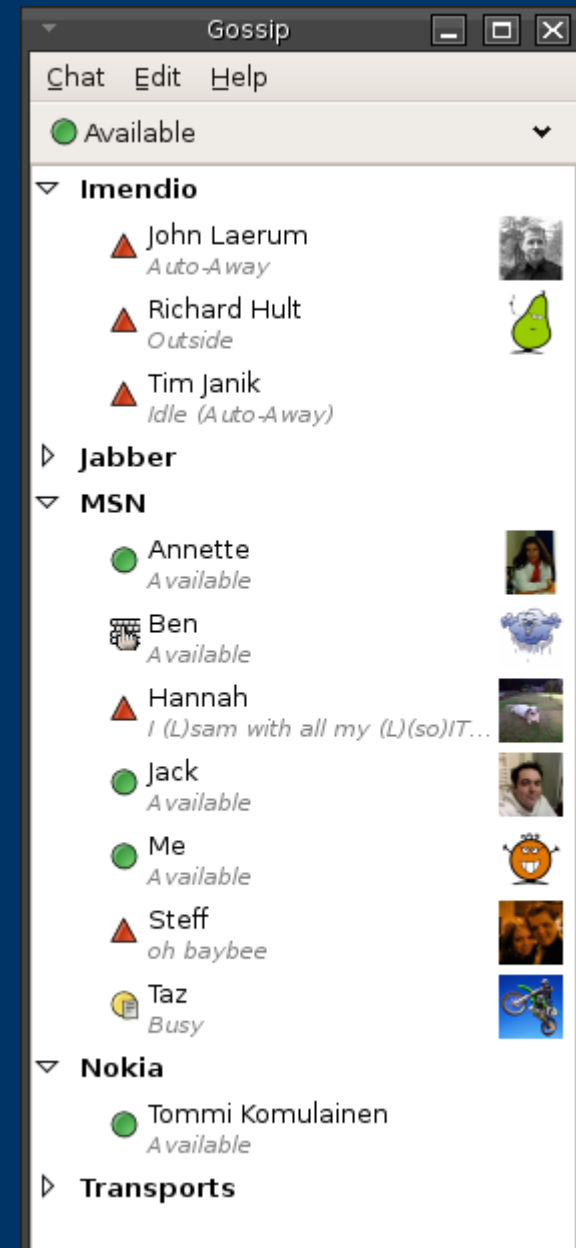 Gossip
Chat Edit Help
Available
Imendio
John Laerum
Auto-Away
Richard Hult
Outside
Tim Janik
Idle (Auto-Away)
Jabber
MSN
Annette
Available
Ben
Available
Hannah
I (L)sam with all my (L)(so)IT...
Jack
Available
Me
Available
Steff
oh baybee
Taz
Busy
Nokia
Tommi Komulainen
Available
Transports